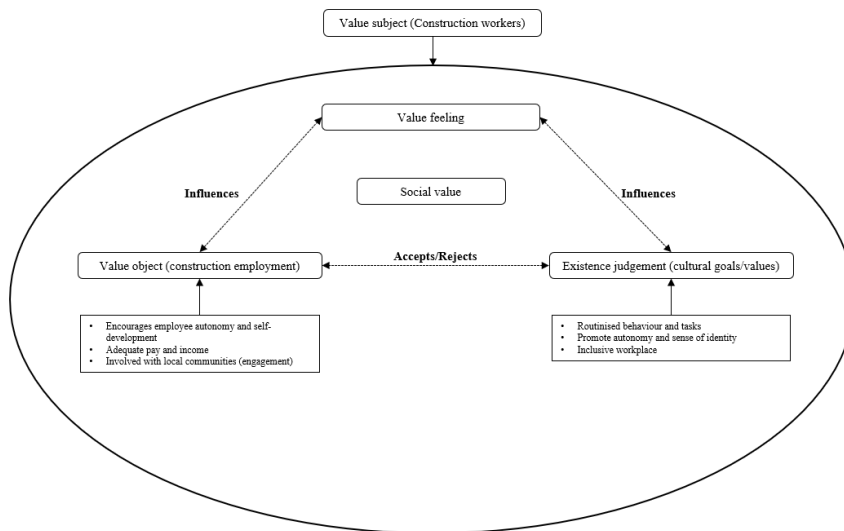 Value subject (Construction workers)
Value feeling
Influences
Social value
Influences
Accepts/Rejects
Value object (construction employment)
Existence judgement (cultural goals/values)
• Encourages employee autonomy and self-
development
• Adequate pay and income
• Involved with local communities (engagement)
• Routinised behaviour and tasks
• Promote autonomy and sense of identity
• Inclusive workplace